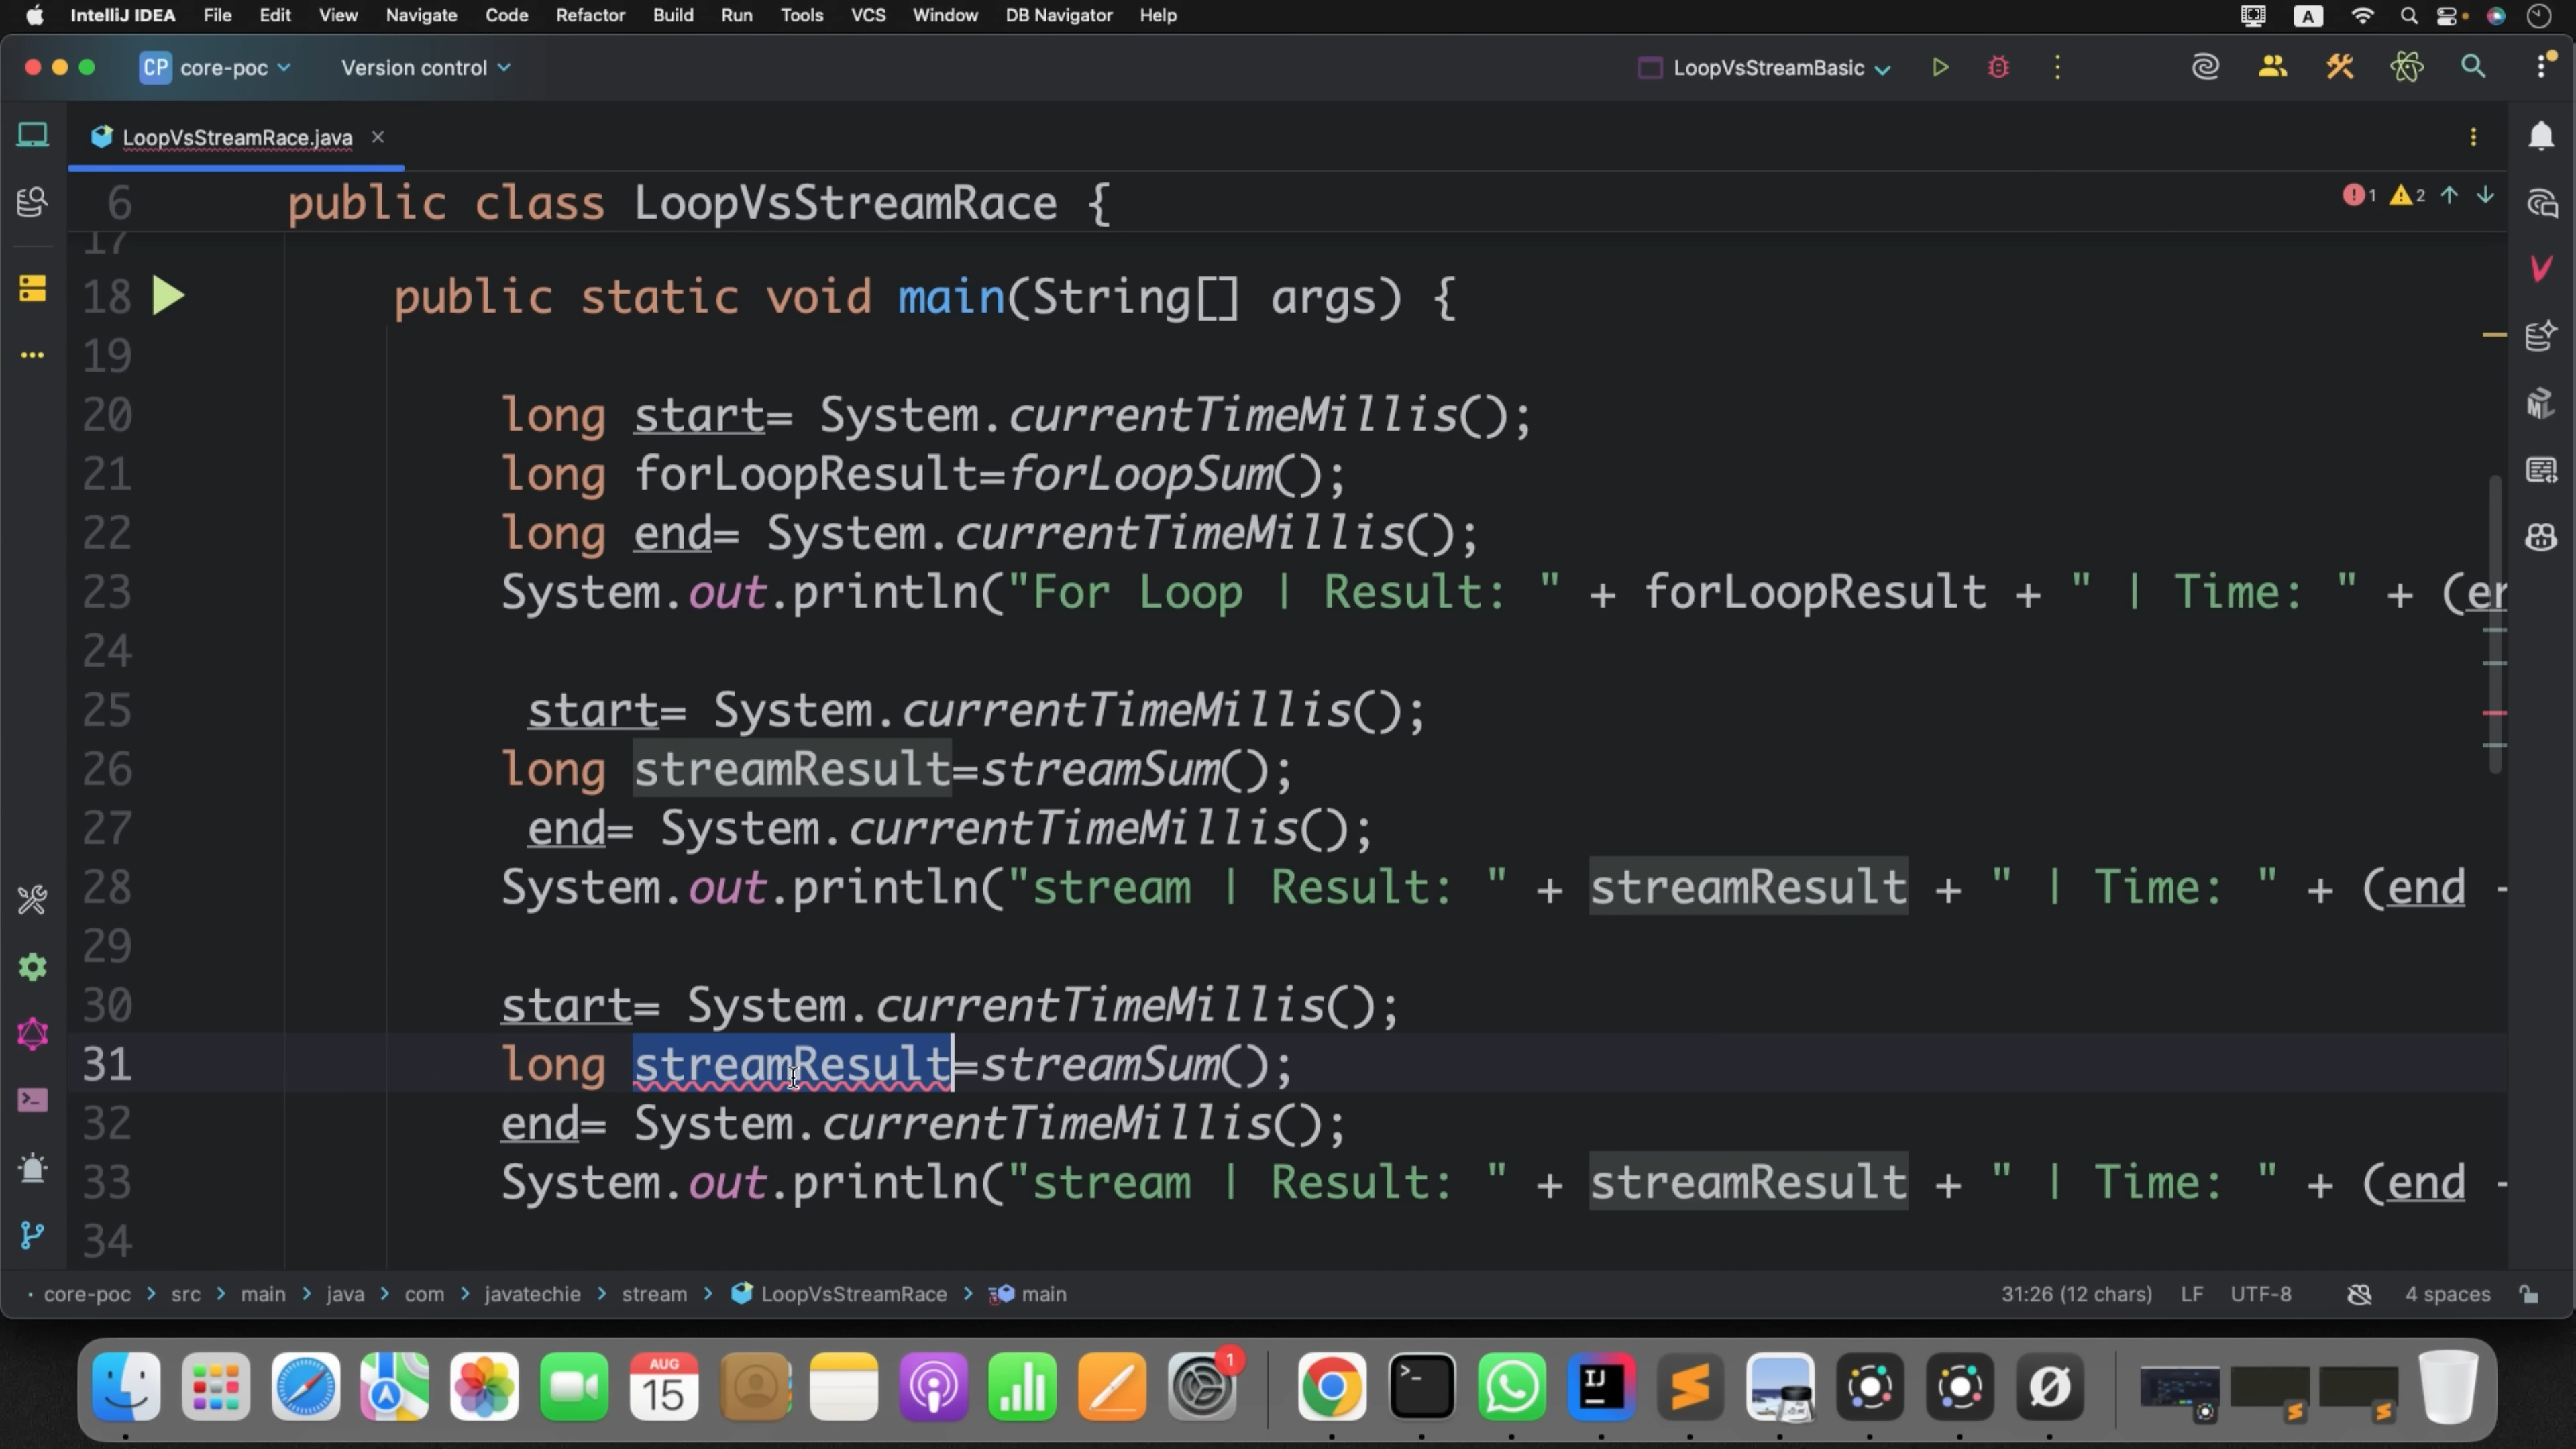 IntelliJ IDEA File Edit View Navigate Code Refactor Build Run Tools VCS Window DB Navigator Help A
CP core-poc Version control LoopVsStreamBasic
LoopVsStreamRace.java
6 public class LoopVsStreamRace { 1 2
17
18 public static void main(String[] args) {
19
20 long start= System.currentTimeMillis();
21 long forLoopResult=forLoopSum();
22 long end= System.currentTimeMillis();
23 System.out.println("For Loop | Result: " + forLoopResult + " | Time: " + (en
24
25 start= System.currentTimeMillis();
26 long streamResult=streamSum();
27 end= System.currentTimeMillis();
28 System.out.println("stream | Result: " + streamResult + " | Time: " + (end -
29
30 start= System.currentTimeMillis();
31 long streamResult=streamSum();
32 end= System.currentTimeMillis();
33 System.out.println("stream | Result: " + streamResult + " | Time: " + (end -
34
core-poc > src > main > java > com > javatechie > stream > LoopVsStreamRace > main 31:26 (12 chars) LF UTF-8 4 spaces
AUG
15
1
IJ